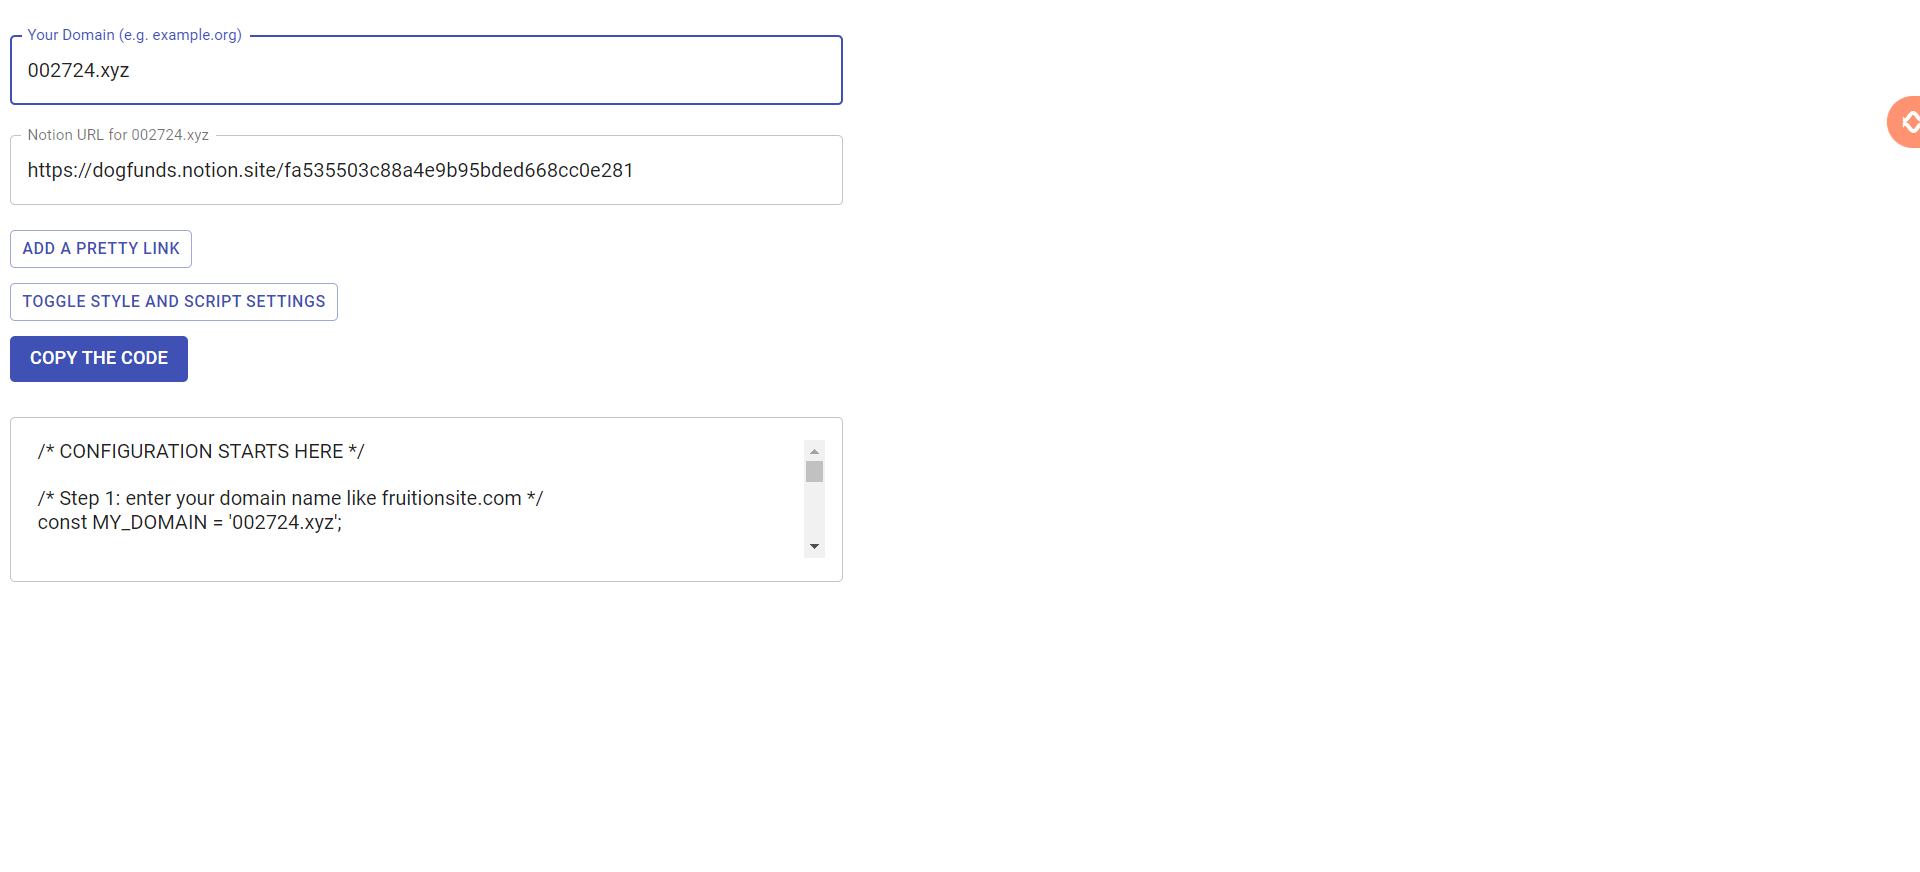 Your Domain (e.g. example.org)
002724.xyz
Notion URL for 002724.xyz
https://dogfunds.notion.site/fa535503c88a4e9b95bded668cc0e281
ADD A PRETTY LINK
TOGGLE STYLE AND SCRIPT SETTINGS
COPY THE CODE
/* CONFIGURATION STARTS HERE */
/* Step 1: enter your domain name like fruitionsite.com */
const MY_DOMAIN = '002724.xyz';